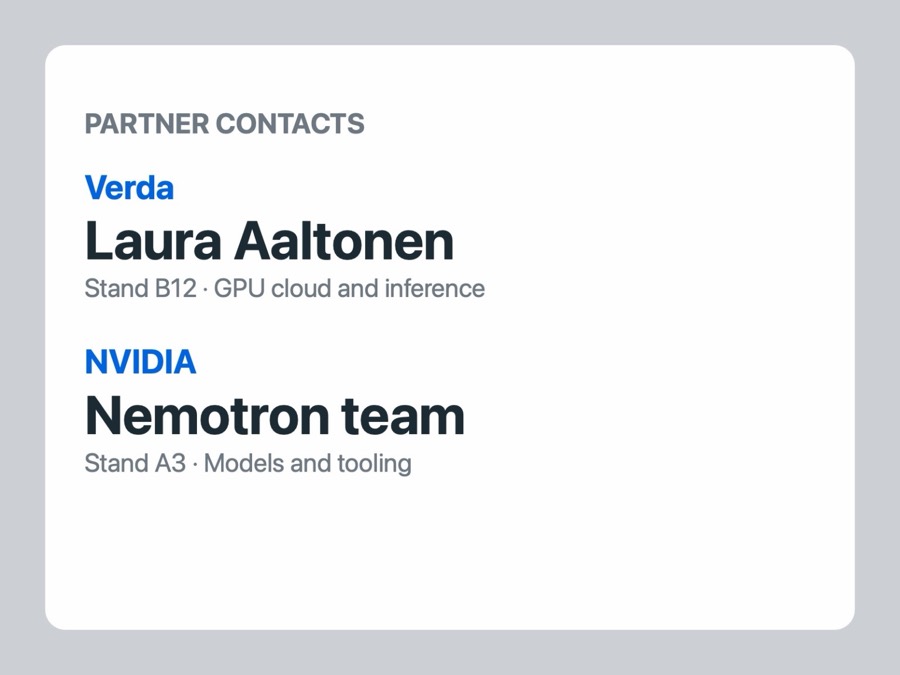 PARTNER CONTACTS
Verda
Laura Aaltonen
Stand B12 · GPU cloud and inference
NVIDIA
Nemotron team
Stand A3 · Models and tooling